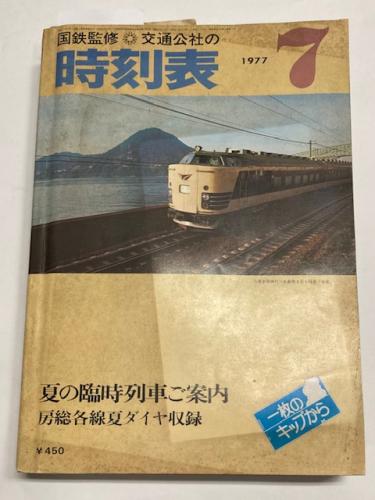 国鉄監修 交通公社の
時刻表
1977
7
夏の臨時列車ご案内
房総各線夏ダイヤ収録
一枚の
キップから
¥450